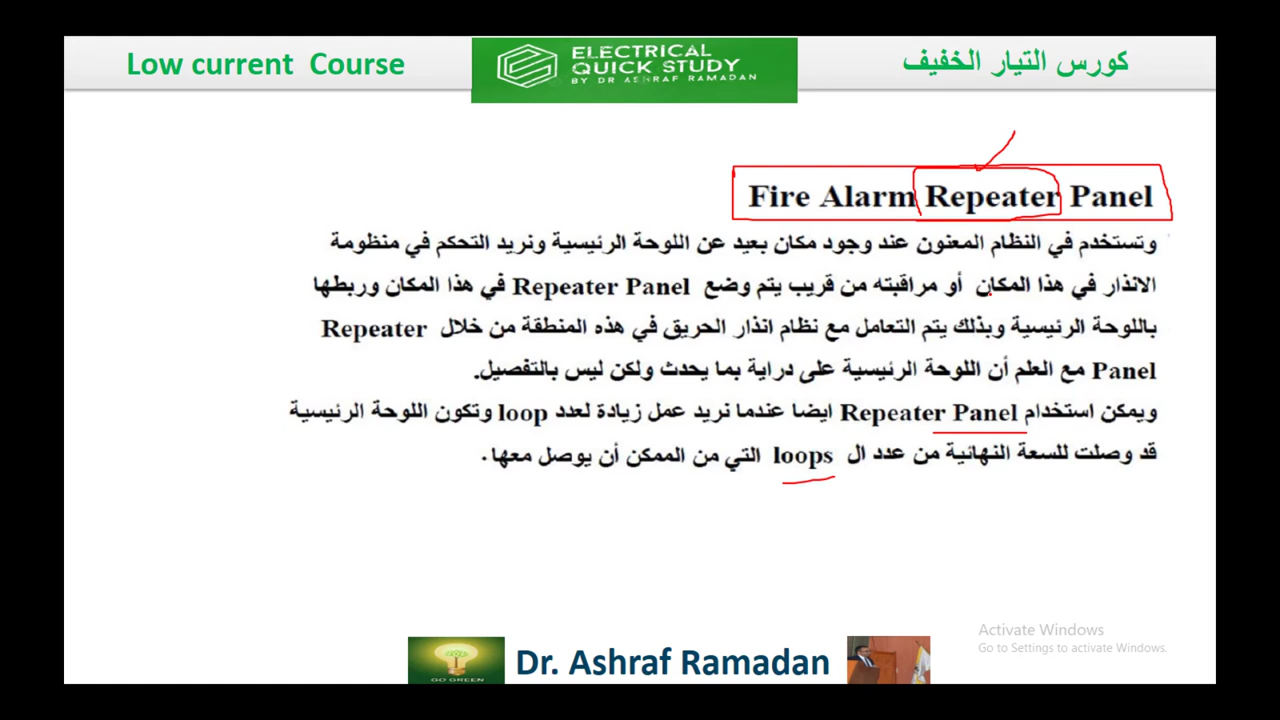 Low current Course
ELECTRICAL
QUICK STUDY
BY DR ASHRAF RAMADAN
كورس التيار الخفيف
Fire Alarm Repeater Panel
وتستخدم في النظام المعنون عند وجود مكان بعيد عن اللوحة الرئيسية ونريد التحكم في منظومة
الانذار في هذا المكان أو مراقبته من قريب يتم وضع Repeater Panel في هذا المكان وربطها
باللوحة الرئيسية وبذلك يتم التعامل مع نظام انذار الحريق في هذه المنطقة من خلال Repeater
Panel مع العلم أن اللوحة الرئيسية على دراية بما يحدث ولكن ليس بالتفصيل.
ويمكن استخدام Repeater Panel ايضا عندما نريد عمل زيادة لعدد loop وتكون اللوحة الرئيسية
قد وصلت للسعة النهائية من عدد ال loops التي من الممكن أن يوصل معها.
Activate Windows
Go to Settings to activate Windows.
GO GREEN
Dr. Ashraf Ramadan